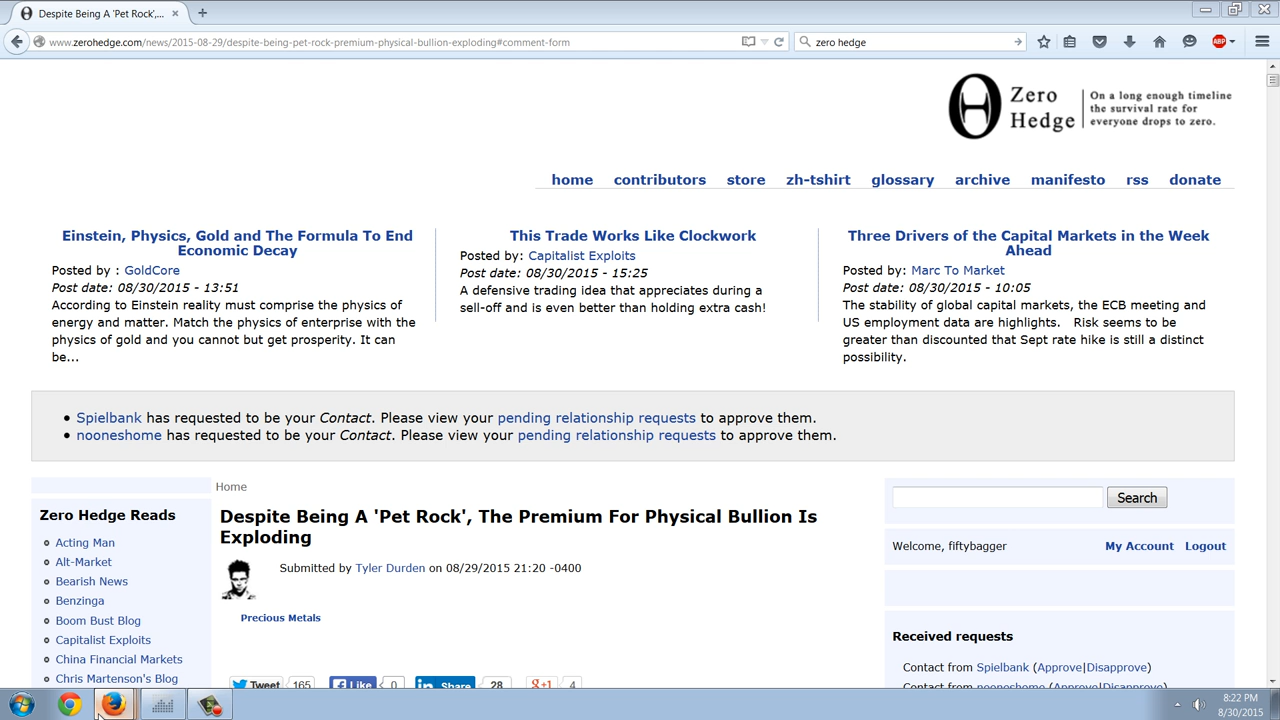 Despite Being A 'Pet Rock',...
www.zerohedge.com/news/2015-08-29/despite-being-pet-rock-premium-physical-bullion-exploding#comment-form
zero hedge
ABP
Zero
Hedge
On a long enough timeline
the survival rate for
everyone drops to zero.
home contributors store zh-tshirt glossary archive manifesto rss donate
Einstein, Physics, Gold and The Formula To End
Economic Decay
Posted by : GoldCore
Post date: 08/30/2015 - 13:51
According to Einstein reality must comprise the physics of
energy and matter. Match the physics of enterprise with the
physics of gold and you cannot but get prosperity. It can
be...
This Trade Works Like Clockwork
Posted by: Capitalist Exploits
Post date: 08/30/2015 - 15:25
A defensive trading idea that appreciates during a
sell-off and is even better than holding extra cash!
Three Drivers of the Capital Markets in the Week
Ahead
Posted by: Marc To Market
Post date: 08/30/2015 - 10:05
The stability of global capital markets, the ECB meeting and
US employment data are highlights. Risk seems to be
greater than discounted that Sept rate hike is still a distinct
possibility.
Spielbank has requested to be your Contact. Please view your pending relationship requests to approve them.
nooneshome has requested to be your Contact. Please view your pending relationship requests to approve them.
Zero Hedge Reads
Acting Man
Alt-Market
Bearish News
Benzinga
Boom Bust Blog
Capitalist Exploits
China Financial Markets
Chris Martenson's Blog
Home
Despite Being A 'Pet Rock', The Premium For Physical Bullion Is
Exploding
Submitted by Tyler Durden on 08/29/2015 21:20 -0400
Precious Metals
Tweet 165 Like 0 Share 28 g+1 4
Search
Welcome, fiftybagger My Account Logout
Received requests
Contact from Spielbank (Approve|Disapprove)
Contact from nooneshome (Approve|Disapprove)
8:22 PM
8/30/2015